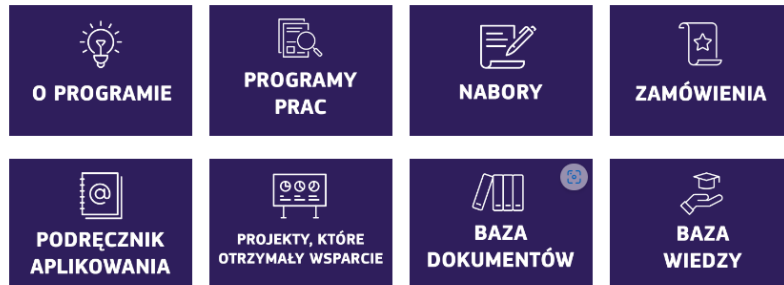 O PROGRAMIE
PROGRAMY
PRAC
NABORY
ZAMÓWIENIA
PODRĘCZNIK
APLIKOWANIA
PROJEKTY, KTÓRE
OTRZYMAŁY WSPARCIE
BAZA
DOKUMENTÓW
BAZA
WIEDZY